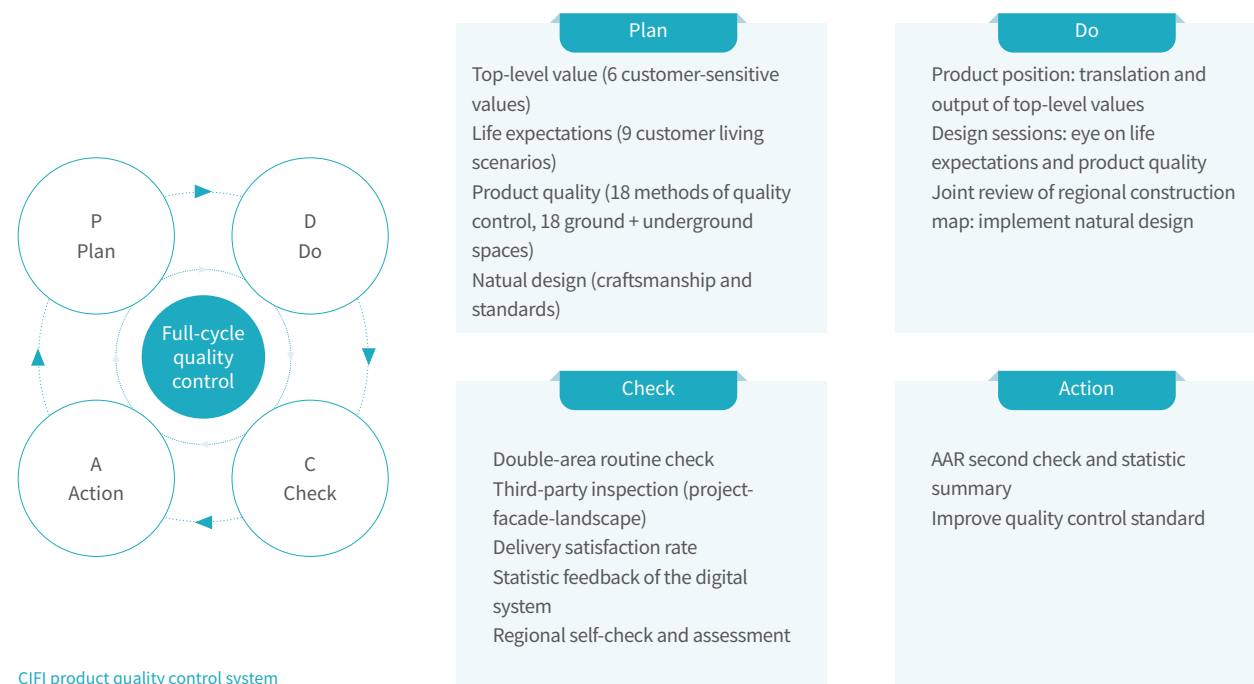 P
Plan
D
Do
Full-cycle
quality
control
A
Action
C
Check
CIFI product quality control system
Plan
Top-level value (6 customer-sensitive
values)
Life expectations (9 customer living
scenarios)
Product quality (18 methods of quality
control, 18 ground + underground
spaces)
Natual design (craftsmanship and
standards)
Do
Product position: translation and
output of top-level values
Design sessions: eye on life
expectations and product quality
Joint review of regional construction
map: implement natural design
Check
Double-area routine check
Third-party inspection (project-
facade-landscape)
Delivery satisfaction rate
Statistic feedback of the digital
system
Regional self-check and assessment
Action
AAR second check and statistic
summary
Improve quality control standard